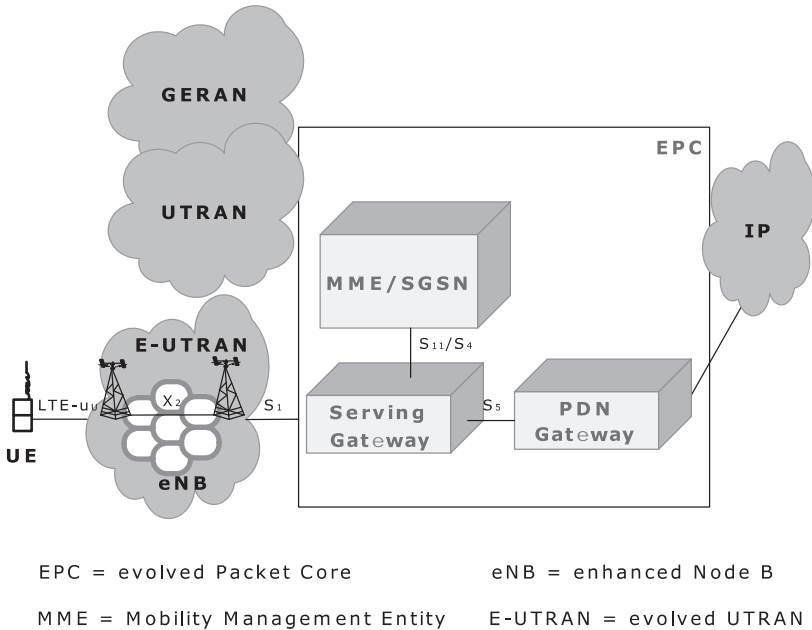 GERAN
EPC
UTRAN
IP
MME/SGSN
E-UTRAN
S11/S4
LTE-uu
X2
S1
Serving
Gateway
S5
PDN
Gateway
UE
eNB
EPC = evolved Packet Core
eNB = enhanced Node B
MME = Mobility Management Entity
E-UTRAN = evolved UTRAN